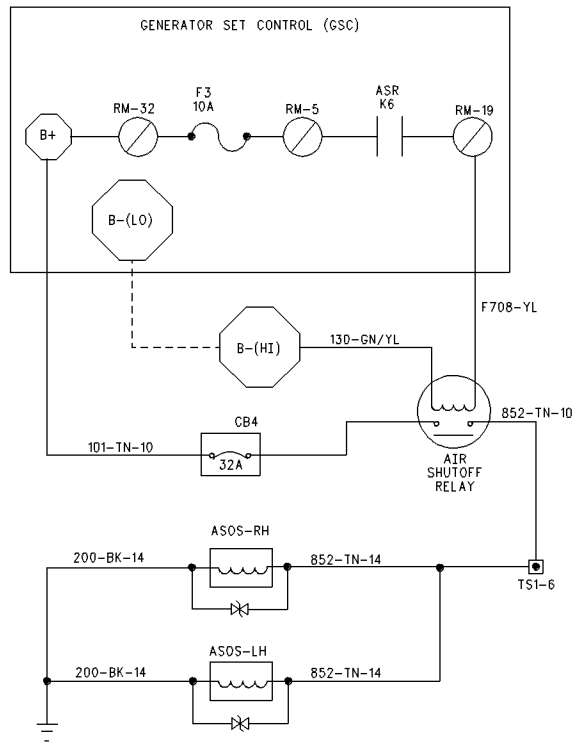 GENERATOR SET CONTROL (GSC)
F3
10A
ASR
K6
RM-32
RM-5
RM-19
B+
B-(LO)
F708-YL
B-(HI)
130-GN/YL
CB4
852-TN-10
101-TN-10
32A
AIR
SHUTOFF
RELAY
ASOS-RH
200-BK-14
852-TN-14
TS1-6
ASOS-LH
200-BK-14
852-TN-14